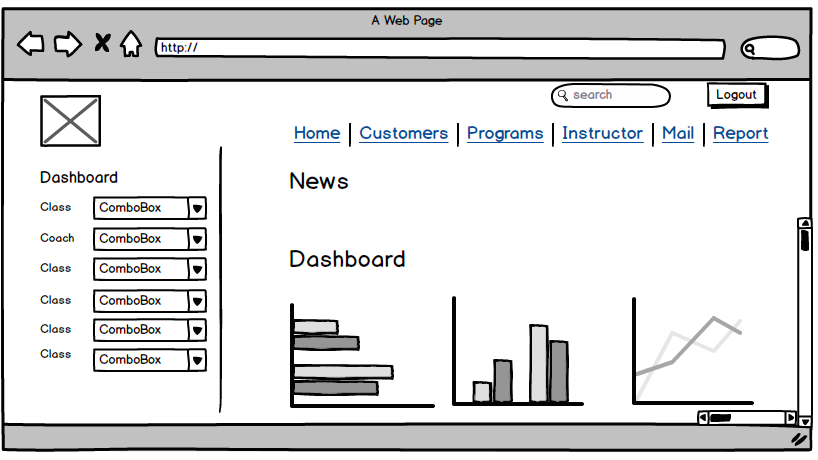 A Web Page
http://
search
Logout
Home | Customers | Programs | Instructor | Mail | Report
Dashboard
Class ComboBox
Coach ComboBox
Class ComboBox
Class ComboBox
Class ComboBox
Class ComboBox
News
Dashboard